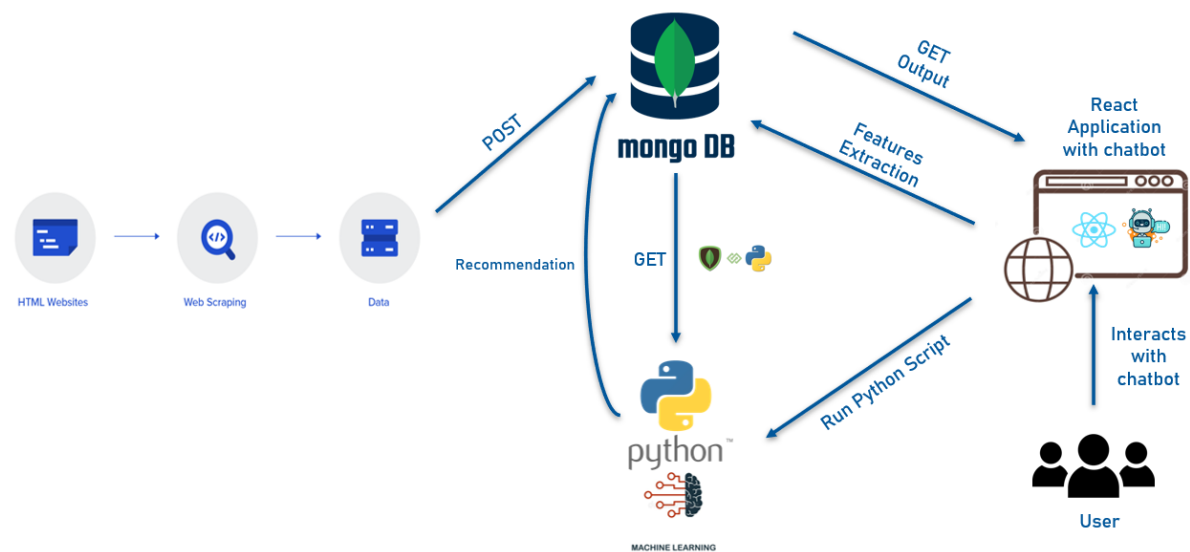 GET
Output
React
Application
with chatbot
POST
mongo DB
Features
Extraction
Recommendation
GET
HTML Websites
Web Scraping
Data
Run Python Script
Interacts
with
chatbot
python™
MACHINE LEARNING
User